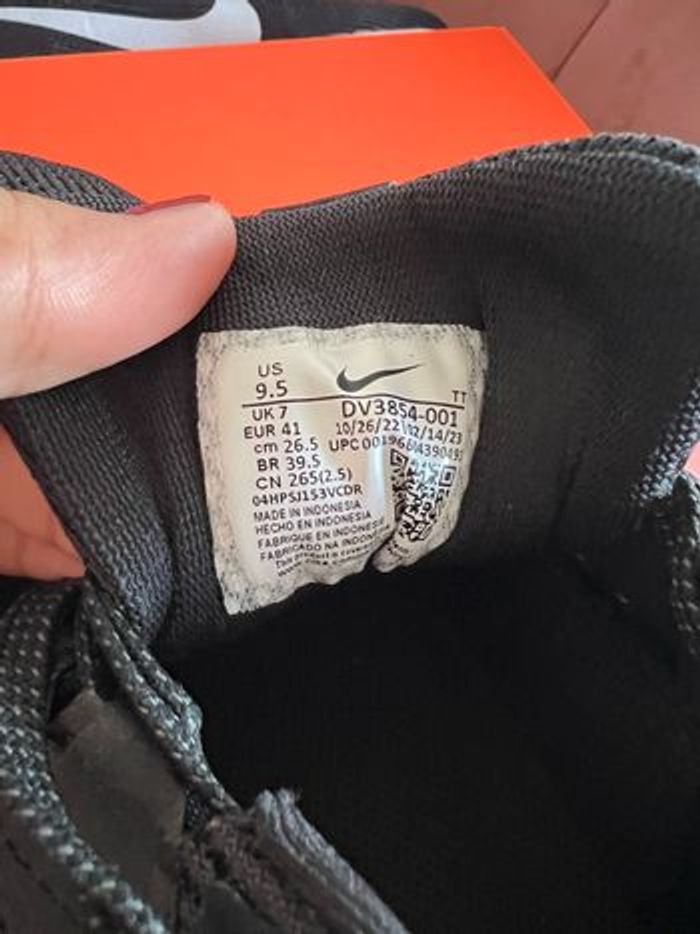 US
9.5
TT
UK 7
DV3854-001
EUR 41
10/26/22 02/14/23
cm 26.5
UPC
BR 39.5
CN 265(2.5)
04HPSJ153VCDR
MADE IN INDONESIA
HECHO EN INDONESIA
FABRIQUE EN INDONESIE
FABRICADO NA INDONESIA